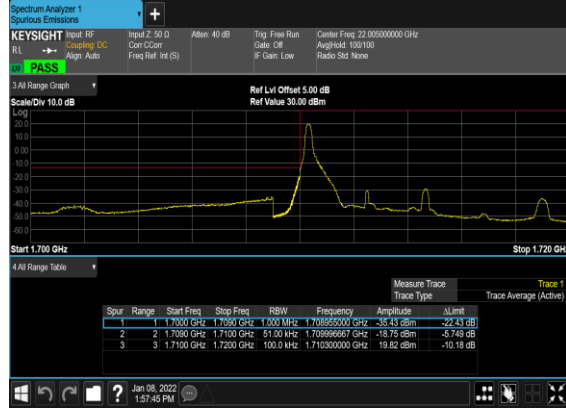 Spectrum Analyzer 1
Spurious Emissions
+
KEYSIGHT Input: RF Input Z: 50 Ω Atten: 40 dB Trig: Free Run Center Freq: 22.005000000 GHz
RL Coupling: DC Corr CCorr Gate: Off Avg|Hold: 100/100
Align: Auto Freq Ref: Int (S) IF Gain: Low Radio Std: None
PASS
3 All Range Graph
Ref Lvl Offset 5.00 dB
Scale/Div 10.0 dB Ref Value 30.00 dBm
Log
20.0
10.0
0.00
-10.0
-20.0
-30.0
-40.0
-50.0
-60.0
Start 1.700 GHz Stop 1.720 GHz
4 All Range Table
Measure Trace Trace 1
Trace Type Trace Average (Active)
Spur Range Start Freq Stop Freq RBW Frequency Amplitude ΔLimit
1 1 1.7000 GHz 1.7090 GHz 1.000 MHz 1.708955000 GHz -35.43 dBm -22.43 dB
2 2 1.7090 GHz 1.7100 GHz 51.00 kHz 1.709996667 GHz -18.75 dBm -5.749 dB
3 3 1.7100 GHz 1.7200 GHz 100.0 kHz 1.710300000 GHz 19.82 dBm -10.18 dB
? Jan 08, 2022
1:57:45 PM